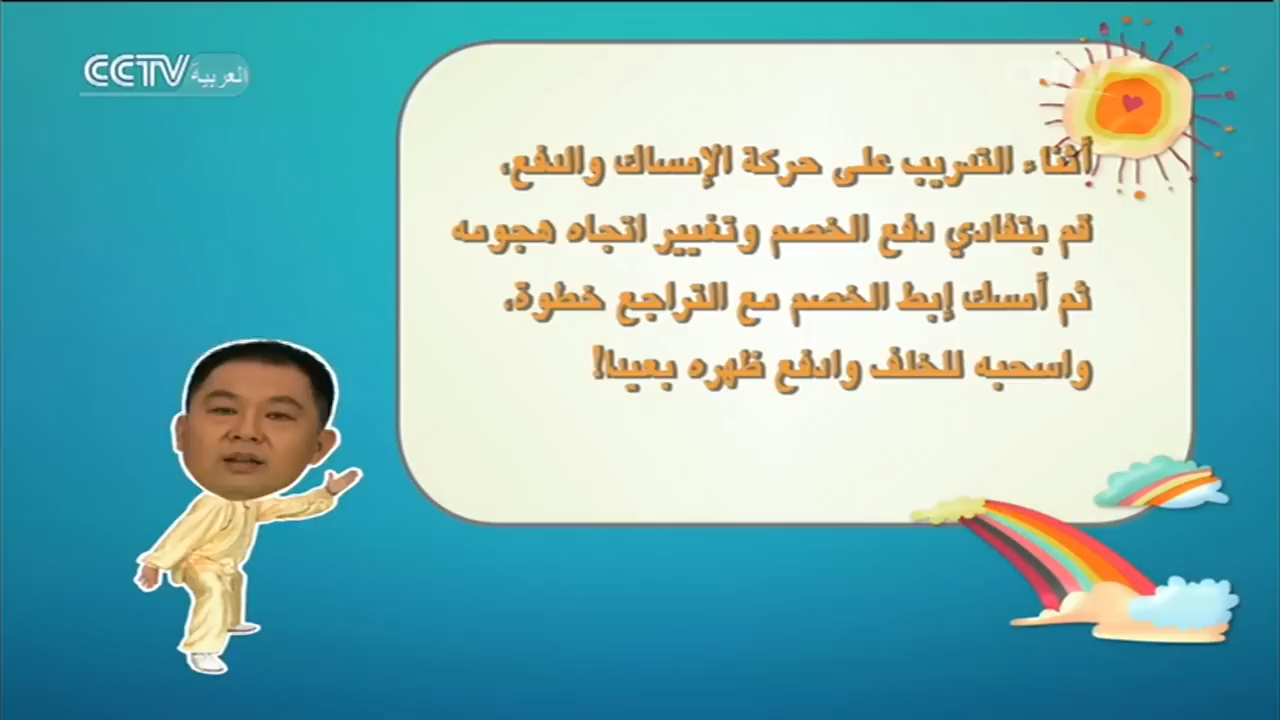 CCTV العربية
أثناء التدريب على حركة الإمساك والدفع،
قم بتفادي دفع الخصم وتغيير اتجاه هجومه
ثم أمسك إبط الخصم مع التراجع خطوة،
واسحبه للخلف وادفع ظهره بعيدا!